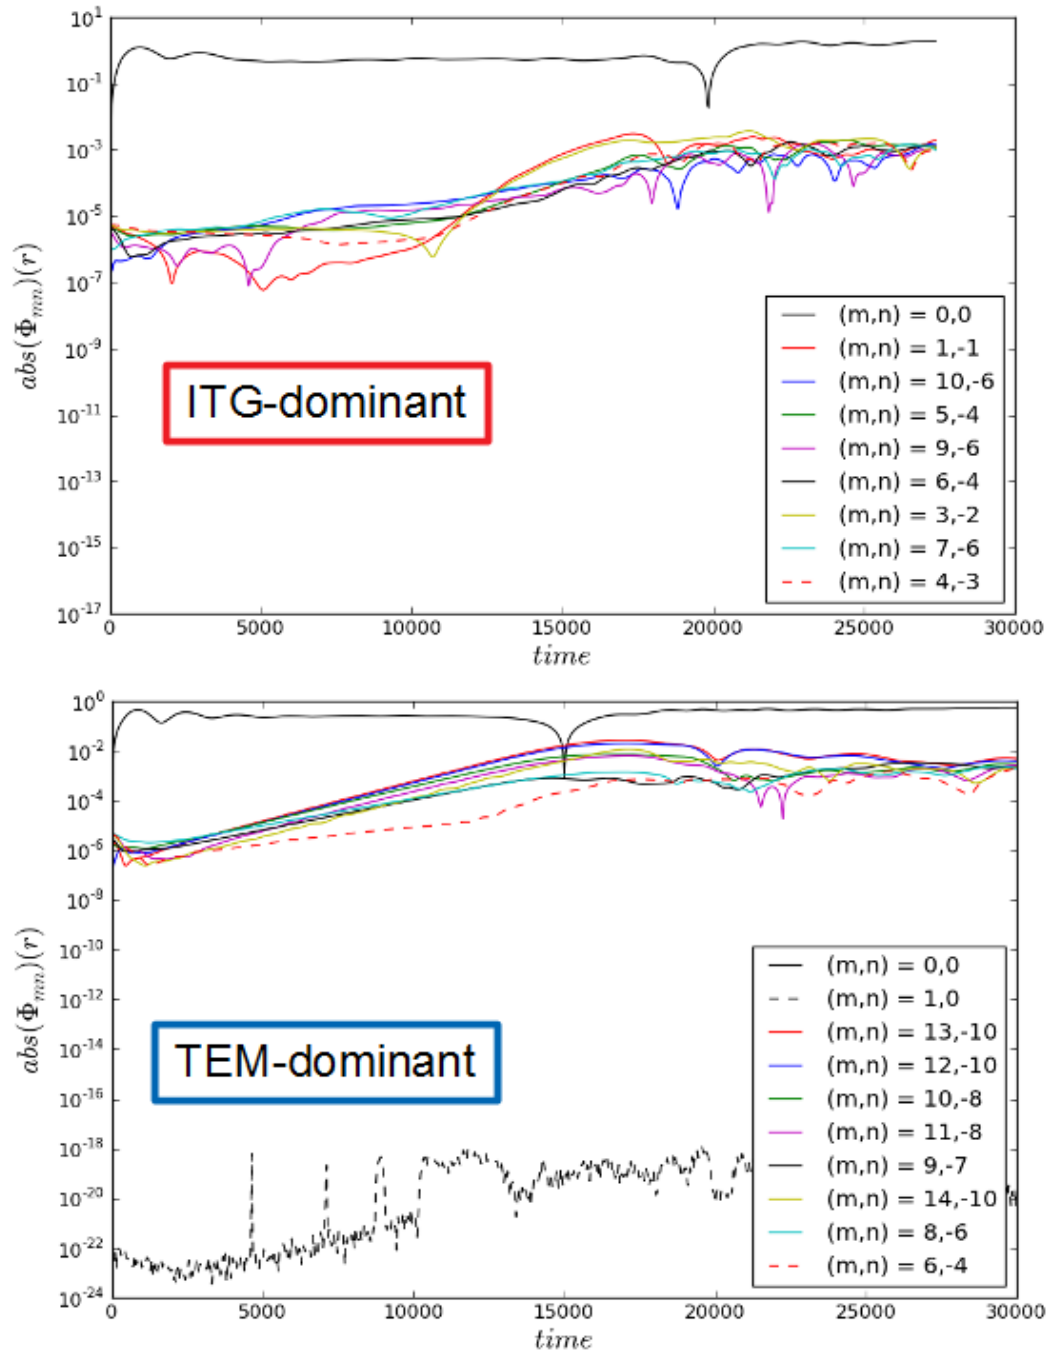 10^1
10^-1
10^-3
10^-5
10^-7
10^-9
10^-11
10^-13
10^-15
10^-17
abs(Φ_mn)(r)
ITG-dominant
(m,n) = 0,0
(m,n) = 1,-1
(m,n) = 10,-6
(m,n) = 5,-4
(m,n) = 9,-6
(m,n) = 6,-4
(m,n) = 3,-2
(m,n) = 7,-6
(m,n) = 4,-3
0 5000 10000 15000 20000 25000 30000
time
10^0
10^-2
10^-4
10^-6
10^-8
10^-10
10^-12
10^-14
10^-16
10^-18
10^-20
10^-22
10^-24
abs(Φ_mn)(r)
TEM-dominant
(m,n) = 0,0
(m,n) = 1,0
(m,n) = 13,-10
(m,n) = 12,-10
(m,n) = 10,-8
(m,n) = 11,-8
(m,n) = 9,-7
(m,n) = 14,-10
(m,n) = 8,-6
(m,n) = 6,-4
0 5000 10000 15000 20000 25000 30000
time